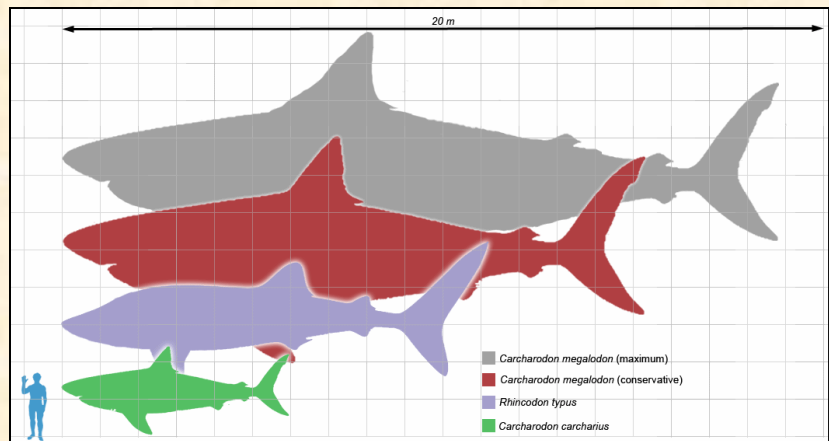 20 m
Carcharodon megalodon (maximum)
Carcharodon megalodon (conservative)
Rhincodon typus
Carcharodon carcharius